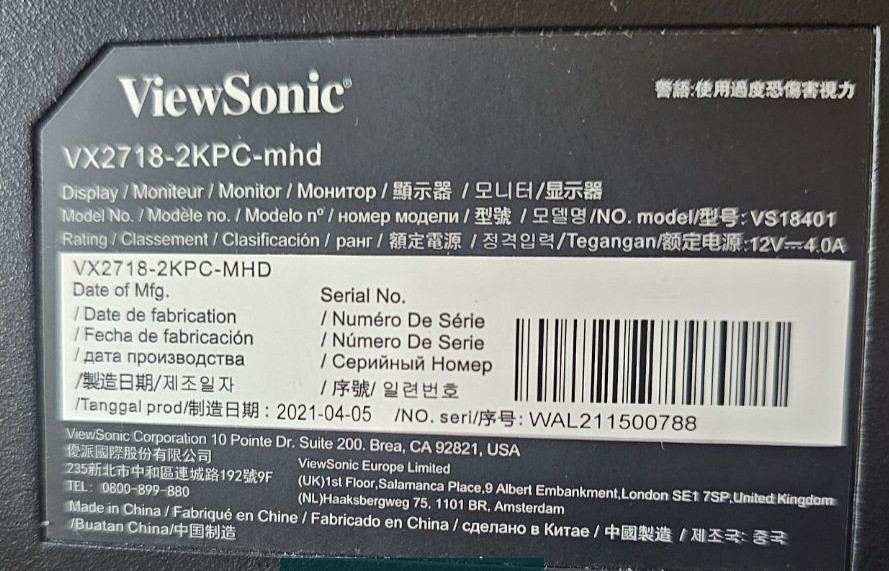 ViewSonic®
警語:使用過度恐傷害視力
VX2718-2KPC-mhd
Display / Moniteur / Monitor / Монитор / 顯示器 / 모니터/显示器
Model No. / Modèle no. / Modelo nº / номер модели / 型號 / 모델명/NO. model/型号: VS18401
Rating / Classement / Clasificación / ранг / 額定電源 / 정격입력/Tegangan/额定电源:12V⎓4.0A
VX2718-2KPC-MHD
Date of Mfg.
/ Date de fabrication
/ Fecha de fabricación
/ дата производства
/製造日期/제조일자
/Tanggal prod/制造日期 : 2021-04-05
Serial No.
/ Numéro De Série
/ Número De Serie
/ Серийный Номер
/ 序號/ 일련번호
/NO. seri/序号: WAL211500788
ViewSonic Corporation 10 Pointe Dr. Suite 200. Brea, CA 92821, USA
優派國際股份有限公司
235新北市中和區連城路192號9F
TEL: 0800-899-880
ViewSonic Europe Limited
(UK)1st Floor,Salamanca Place,9 Albert Embankment,London SE1 7SP,United Kingdom
(NL)Haaksbergweg 75, 1101 BR, Amsterdam
Made in China / Fabriqué en Chine / Fabricado en China / сделано в Китае / 中國製造 / 제조국: 중국
/Buatan China/中国制造